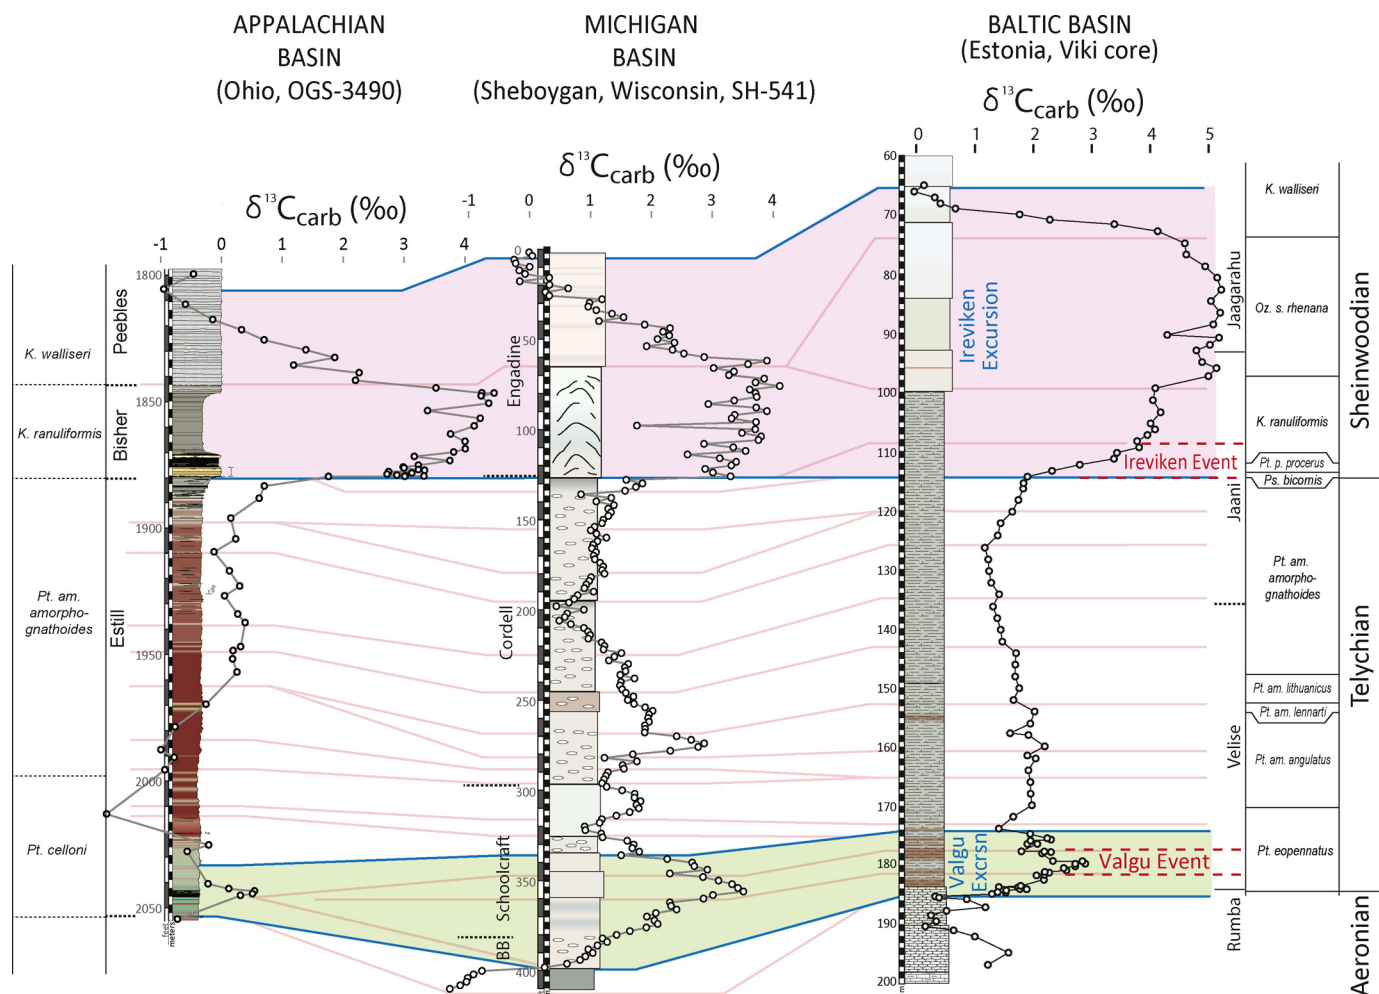 APPALACHIAN
BASIN
(Ohio, OGS-3490)
MICHIGAN
BASIN
(Sheboygan, Wisconsin, SH-541)
BALTIC BASIN
(Estonia, Viki core)
δ¹³Ccarb (‰)
0 1 2 3 4 5
δ¹³Ccarb (‰)
-1 0 1 2 3 4
δ¹³Ccarb (‰)
-1 0 1 2 3 4
K. walliseri
K. ranuliformis
Pt. am.
amorpho-
gnathoides
Pt. celloni
Peebles
Bisher
Estill
1800
1850
1900
1950
2000
2050
feet
meters
0
50
100
150
200
250
300
350
400
Engadine
Cordell
Schoolcraft
BB
60
70
80
90
100
110
120
130
140
150
160
170
180
190
200
m
Ireviken
Excursion
Ireviken Event
Valgu
Excrsn
Valgu Event
Jaagarahu
Jaani
Velise
Rumba
K. walliseri
Oz. s. rhenana
K. ranuliformis
Pt. p. procerus
Ps. bicornis
Pt. am.
amorpho-
gnathoides
Pt. am. lithuanicus
Pt. am. lennarti
Pt. am. angulatus
Pt. eopennatus
Sheinwoodian
Telychian
Aeronian